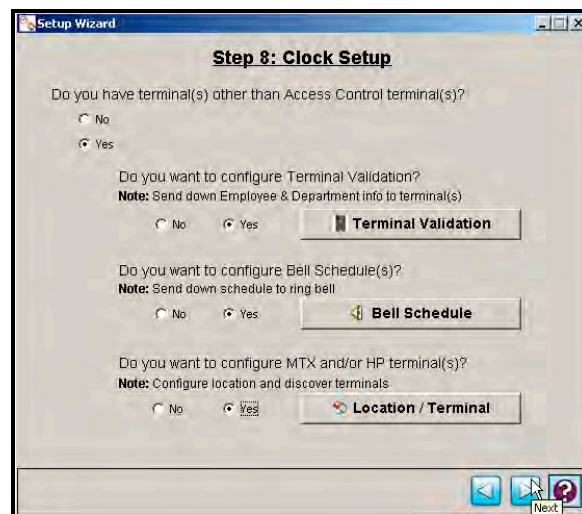 Setup Wizard
Step 8: Clock Setup
Do you have terminal(s) other than Access Control terminal(s)?
No
Yes
Do you want to configure Terminal Validation?
Note: Send down Employee & Department info to terminal(s)
No Yes Terminal Validation
Do you want to configure Bell Schedule(s)?
Note: Send down schedule to ring bell
No Yes Bell Schedule
Do you want to configure MTX and/or HP terminal(s)?
Note: Configure location and discover terminals
No Yes Location / Terminal
?
Next